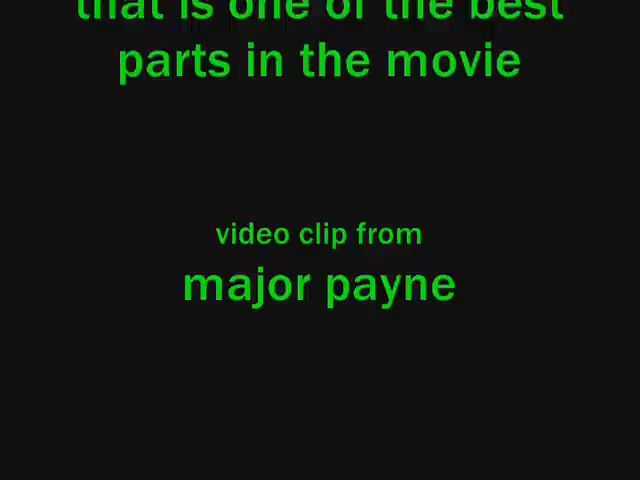 that is one of the best
parts in the movie
video clip from
major payne